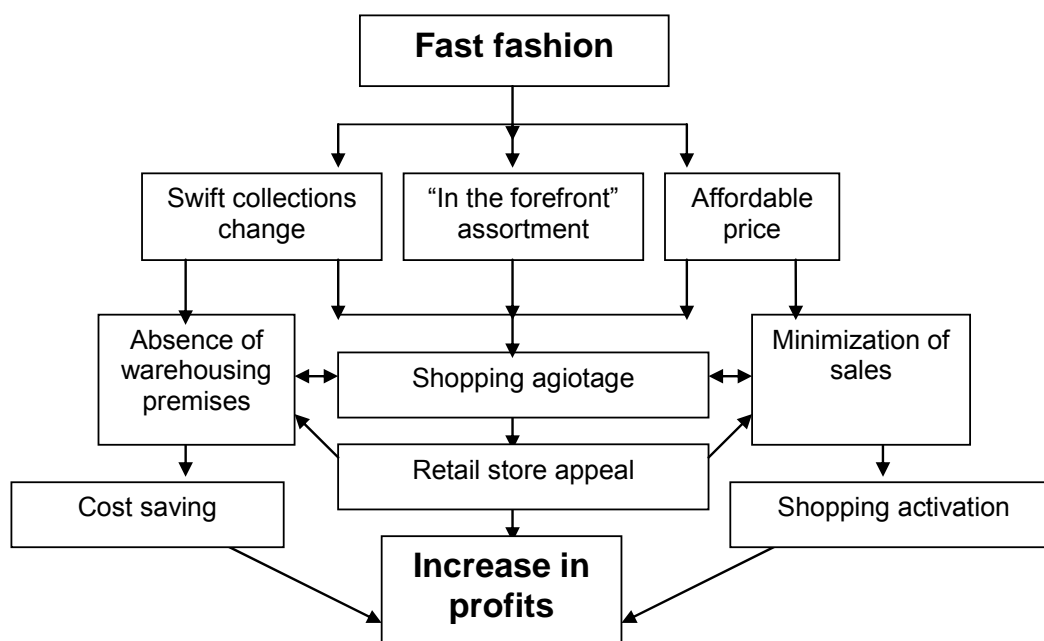 Fast fashion
Swift collections
change
“In the forefront”
assortment
Affordable
price
Absence of
warehousing
premises
Shopping agiotage
Minimization of
sales
Retail store appeal
Cost saving
Shopping activation
Increase in
profits